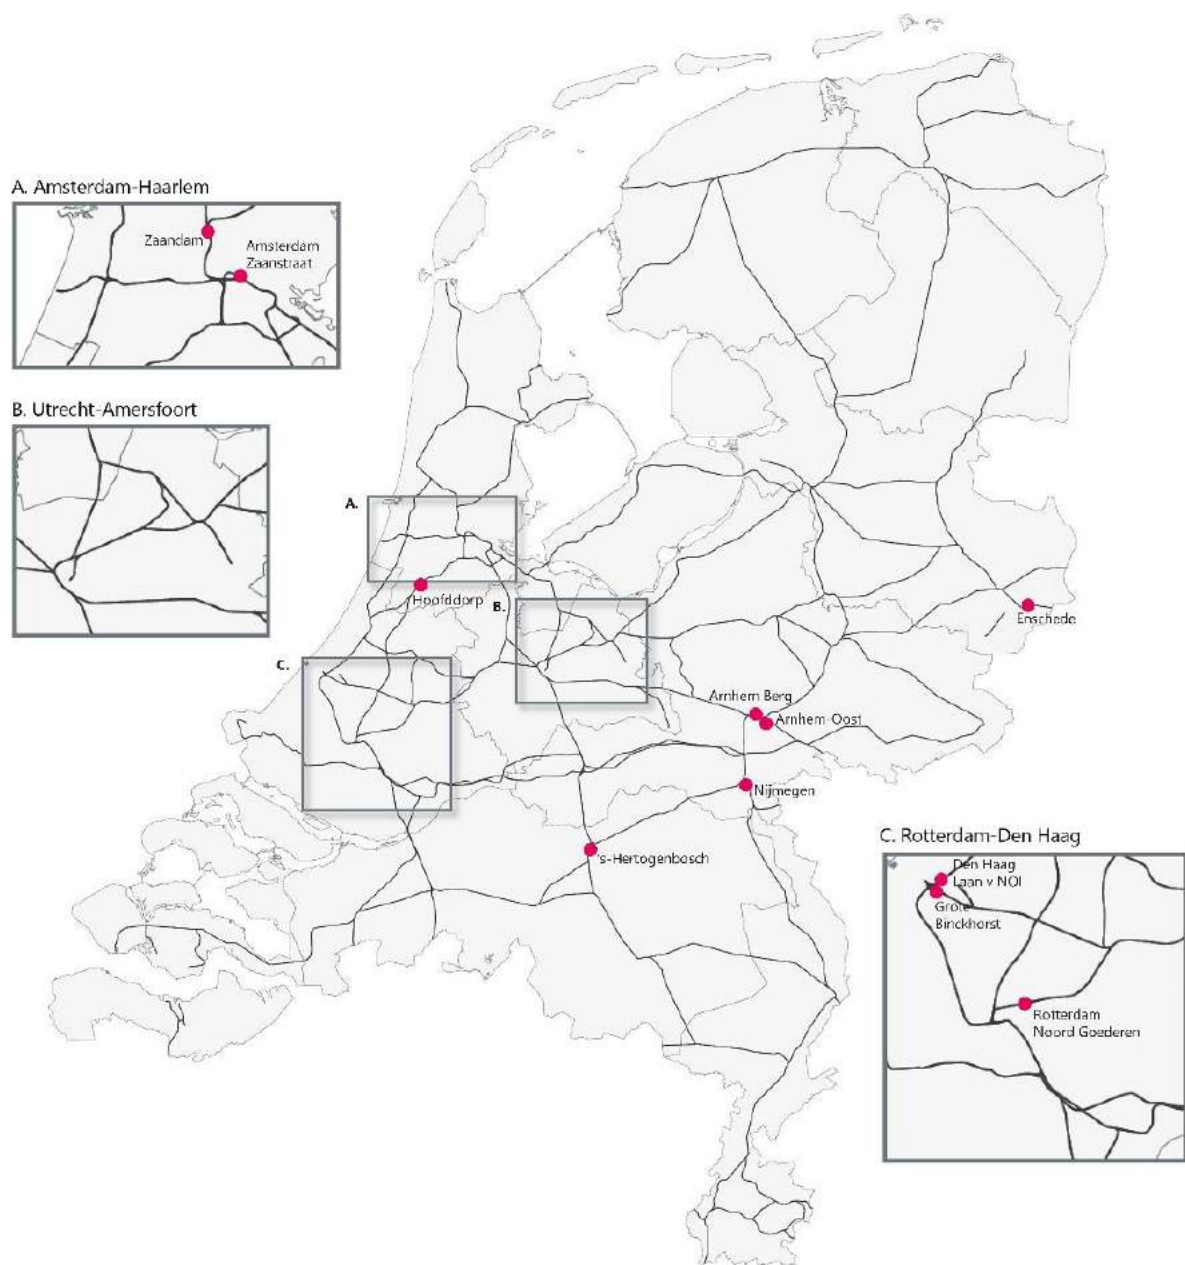 A. Amsterdam-Haarlem
Zaandam
Amsterdam
Zaanstraat
B. Utrecht-Amersfoort
A.
Hoofddorp
B.
C.
Enschede
Arnhem Berg
Arnhem-Oost
Nijmegen
's-Hertogenbosch
C. Rotterdam-Den Haag
Den Haag
Laan v NOI
Grote
Binckhorst
Rotterdam
Noord Goederen